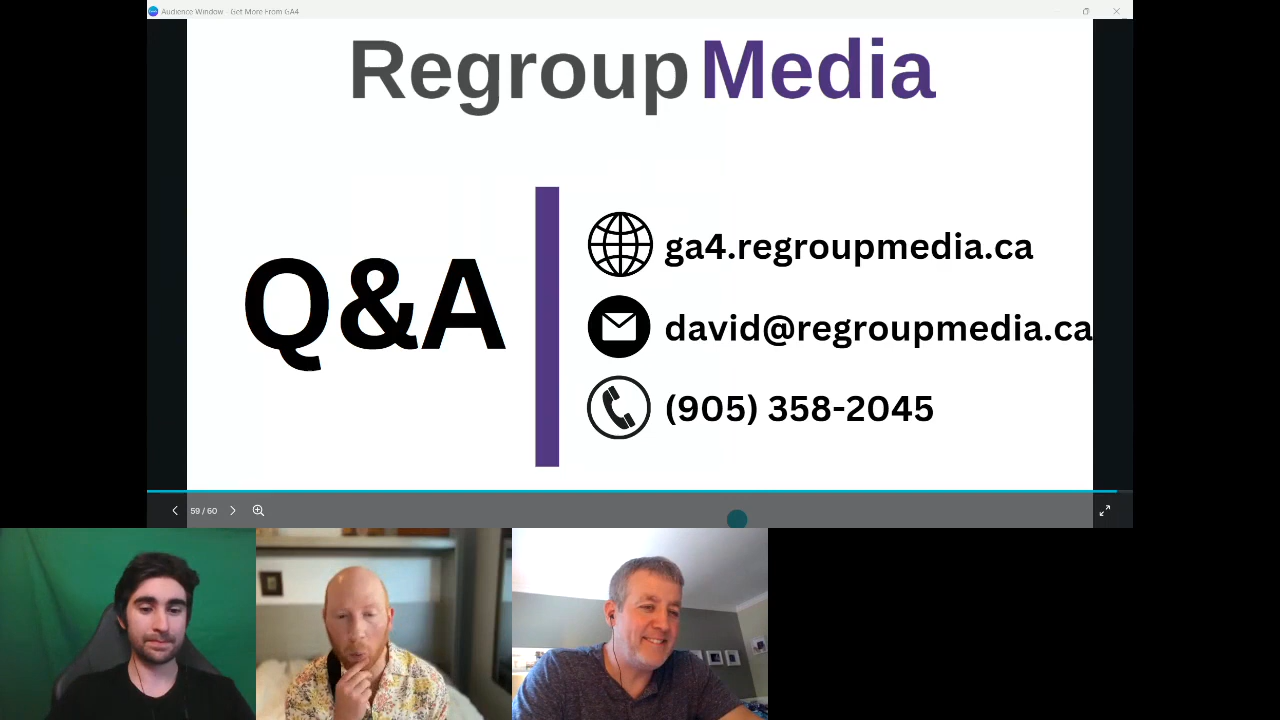 Audience Window - Get More From GA4
Regroup Media
Q&A
ga4.regroupmedia.ca
david@regroupmedia.ca
(905) 358-2045
59 / 60